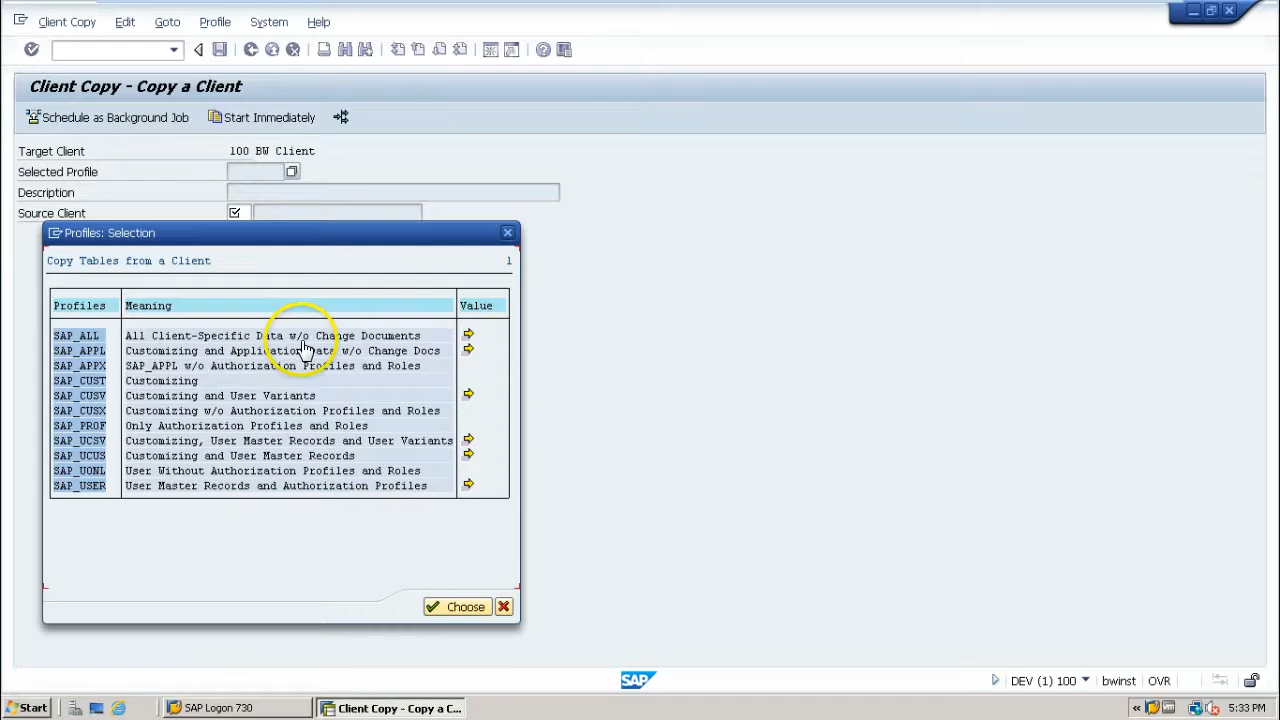 Client Copy Edit Goto Profile System Help
Client Copy - Copy a Client
Schedule as Background Job Start Immediately
Target Client 100 BW Client
Selected Profile
Description
Source Client
Profiles: Selection
Copy Tables from a Client 1
Profiles Meaning Value
SAP_ALL All Client-Specific Data w/o Change Documents
SAP_APPL Customizing and Application Data w/o Change Docs
SAP_APPX SAP_APPL w/o Authorization Profiles and Roles
SAP_CUST Customizing
SAP_CUSV Customizing and User Variants
SAP_CUSX Customizing w/o Authorization Profiles and Roles
SAP_PROF Only Authorization Profiles and Roles
SAP_UCSV Customizing, User Master Records and User Variants
SAP_UCUS Customizing and User Master Records
SAP_UONL User Without Authorization Profiles and Roles
SAP_USER User Master Records and Authorization Profiles
Choose
SAP DEV (1) 100 bwinst OVR
Start SAP Logon 730 Client Copy - Copy a C... « 5:33 PM